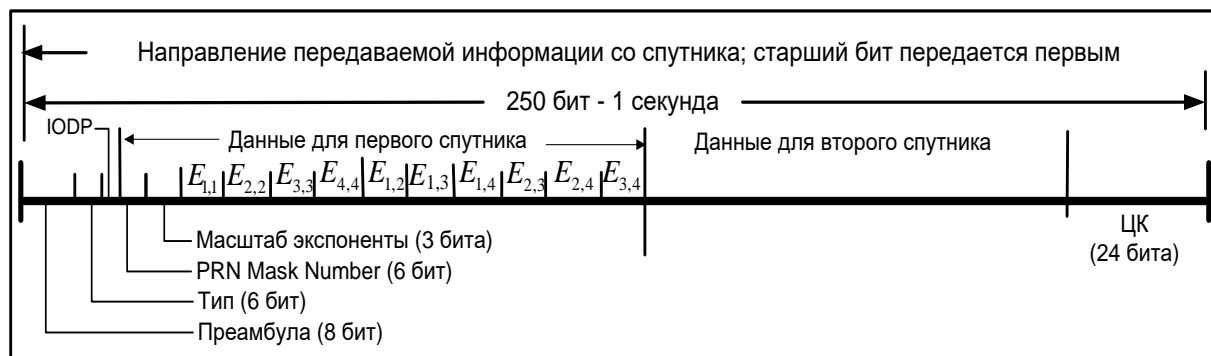 Направление передаваемой информации со спутника; старший бит передается первым
250 бит - 1 секунда
IODP
Данные для первого спутника
Данные для второго спутника
E1,1 E2,2 E3,3 E4,4 E1,2 E1,3 E1,4 E2,3 E2,4 E3,4
Масштаб экспоненты (3 бита)
ЦК
(24 бита)
PRN Mask Number (6 бит)
Тип (6 бит)
Преамбула (8 бит)